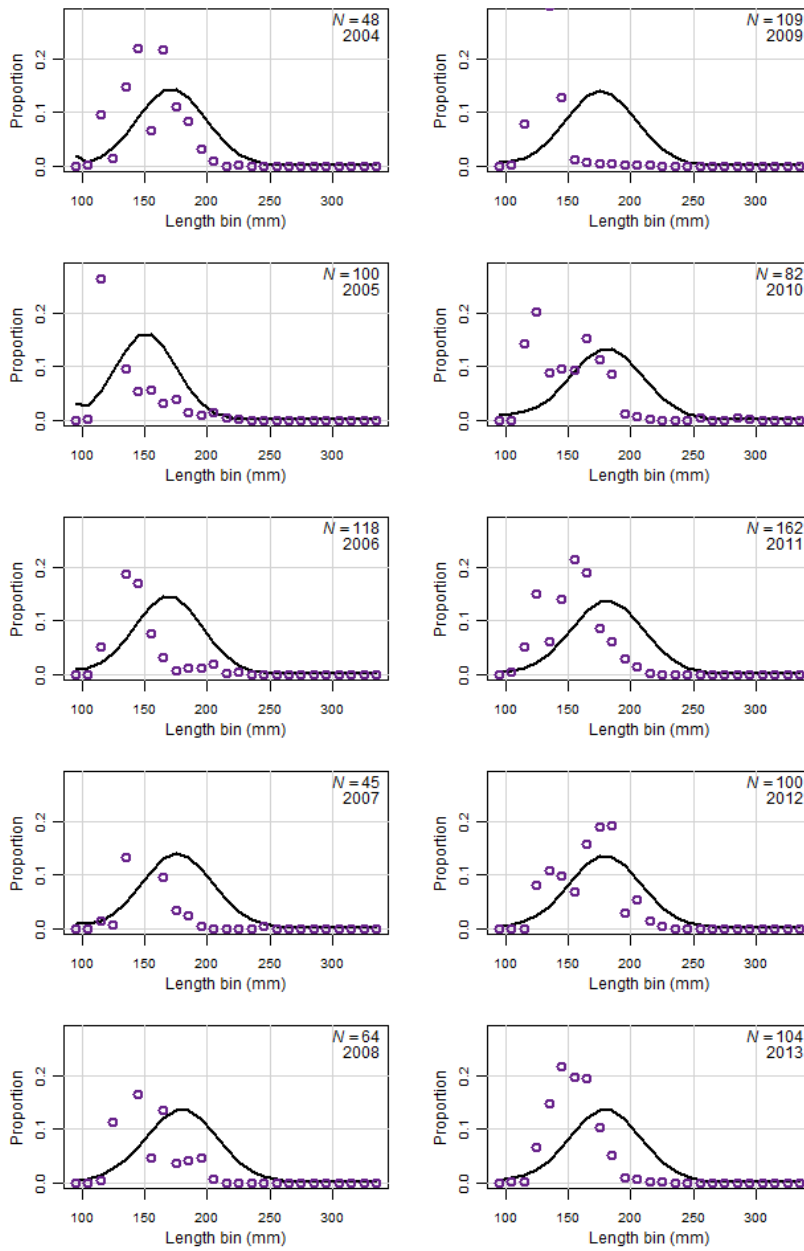 N = 48
2004
Proportion
0.0 0.1 0.2
100 150 200 250 300
Length bin (mm)
N = 109
2009
Proportion
0.0 0.1 0.2
100 150 200 250 300
Length bin (mm)
N = 100
2005
Proportion
0.0 0.1 0.2
100 150 200 250 300
Length bin (mm)
N = 82
2010
Proportion
0.0 0.1 0.2
100 150 200 250 300
Length bin (mm)
N = 118
2006
Proportion
0.0 0.1 0.2
100 150 200 250 300
Length bin (mm)
N = 162
2011
Proportion
0.0 0.1 0.2
100 150 200 250 300
Length bin (mm)
N = 45
2007
Proportion
0.0 0.1 0.2
100 150 200 250 300
Length bin (mm)
N = 100
2012
Proportion
0.0 0.1 0.2
100 150 200 250 300
Length bin (mm)
N = 64
2008
Proportion
0.0 0.1 0.2
100 150 200 250 300
Length bin (mm)
N = 104
2013
Proportion
0.0 0.1 0.2
100 150 200 250 300
Length bin (mm)